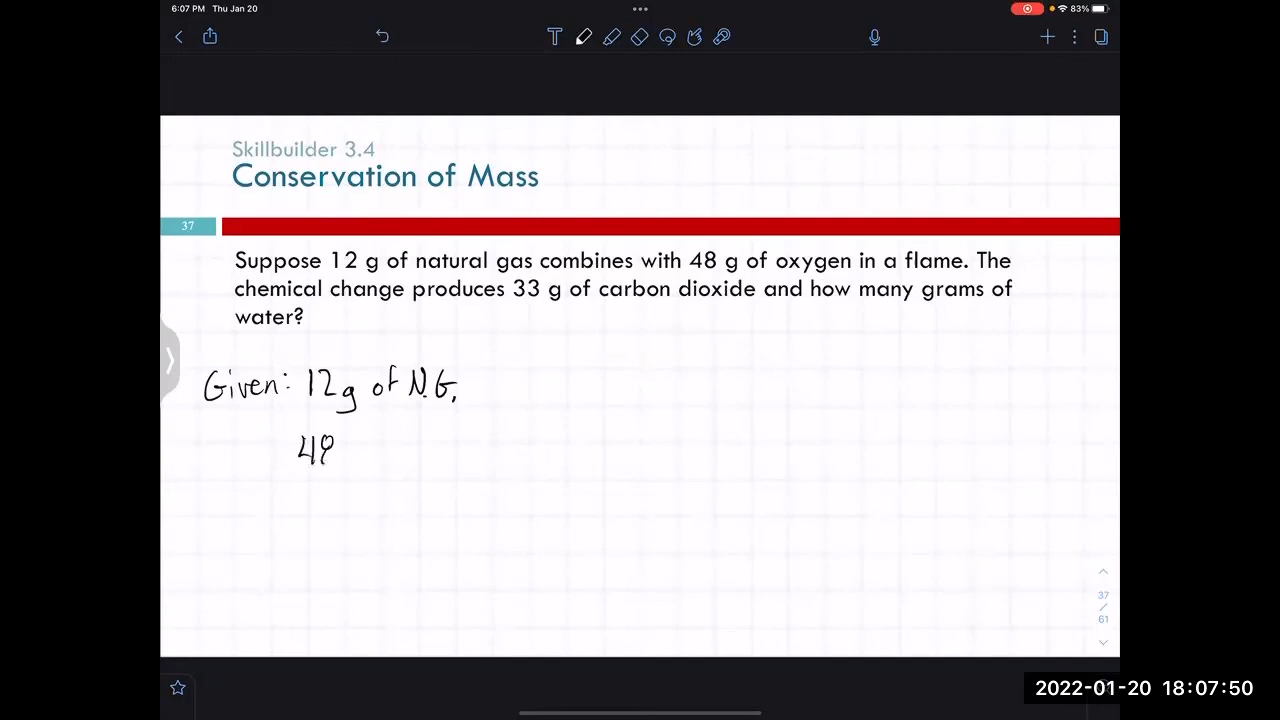 6:07 PM Thu Jan 20
83%
Skillbuilder 3.4
Conservation of Mass
37
Suppose 12 g of natural gas combines with 48 g of oxygen in a flame. The
chemical change produces 33 g of carbon dioxide and how many grams of
water?
Given: 12g of N.G.
48
37
/
61
2022-01-20 18:07:50